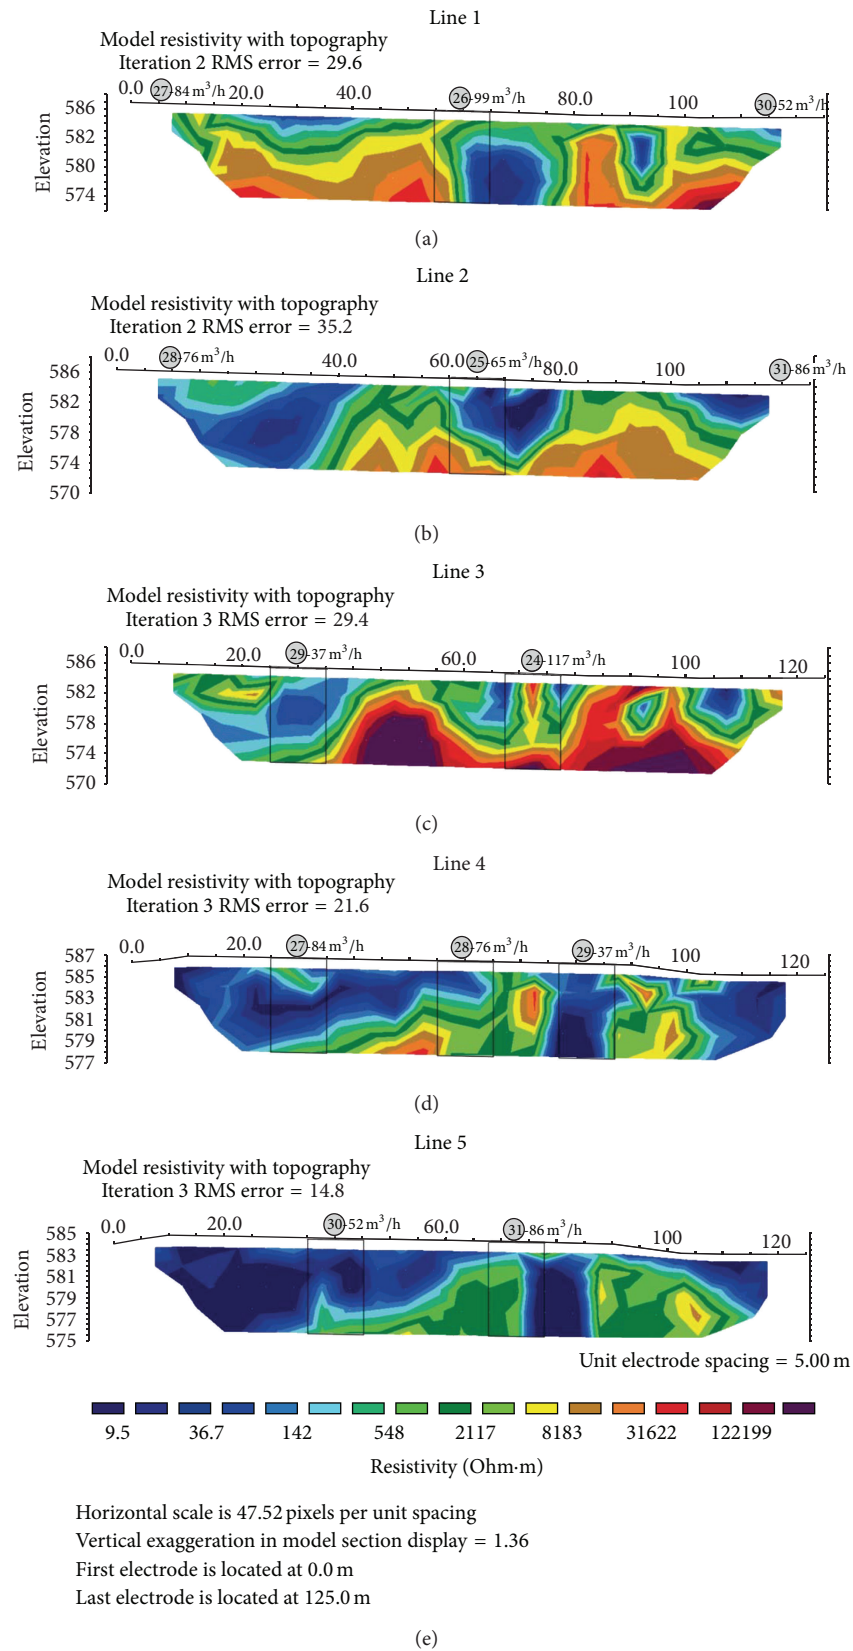 Line 1
Model resistivity with topography
Iteration 2 RMS error = 29.6
0.0 27-84 m³/h 20.0 40.0 60.0 26-99 m³/h 80.0 100 30-52 m³/h
586
582
580
574
Elevation
(a)
Line 2
Model resistivity with topography
Iteration 2 RMS error = 35.2
0.0 28-76 m³/h 40.0 60.0 25-65 m³/h 80.0 100 31-86 m³/h
586
582
578
574
570
Elevation
(b)
Line 3
Model resistivity with topography
Iteration 3 RMS error = 29.4
0.0 20.0 29-37 m³/h 60.0 24-117 m³/h 100 120
586
582
578
574
570
Elevation
(c)
Line 4
Model resistivity with topography
Iteration 3 RMS error = 21.6
0.0 20.0 27-84 m³/h 28-76 m³/h 29-37 m³/h 100 120
587
585
583
581
579
577
Elevation
(d)
Line 5
Model resistivity with topography
Iteration 3 RMS error = 14.8
0.0 20.0 30-52 m³/h 60.0 31-86 m³/h 100 120
585
583
581
579
577
575
Elevation
Unit electrode spacing = 5.00 m
9.5 36.7 142 548 2117 8183 31622 122199
Resistivity (Ohm·m)
Horizontal scale is 47.52 pixels per unit spacing
Vertical exaggeration in model section display = 1.36
First electrode is located at 0.0 m
Last electrode is located at 125.0 m
(e)